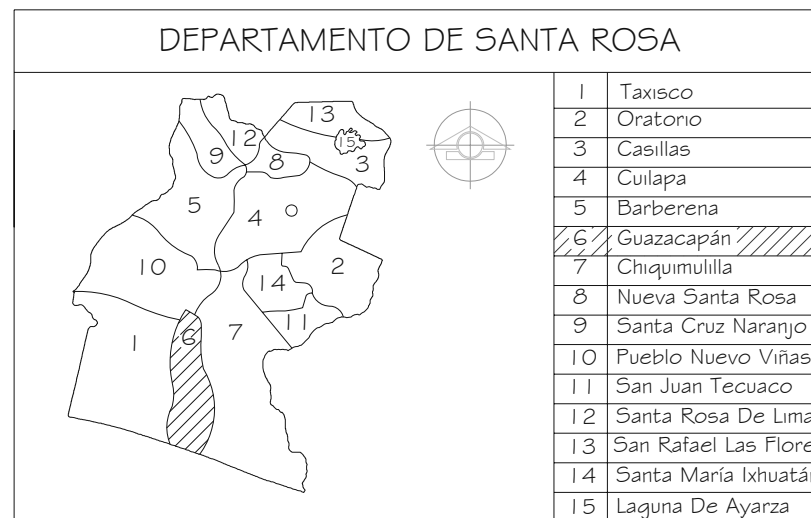 DEPARTAMENTO DE SANTA ROSA
13
12
15
9
8
3
5
4 O
10
2
14
6
7
11
1
1 Taxisco
2 Oratorio
3 Casillas
4 Cuilapa
5 Barberena
6 Guazacapán
7 Chiquimulilla
8 Nueva Santa Rosa
9 Santa Cruz Naranjo
10 Pueblo Nuevo Viñas
11 San Juan Tecuaco
12 Santa Rosa De Lima
13 San Rafael Las Flore
14 Santa María Ixhuatá
15 Laguna De Ayarza